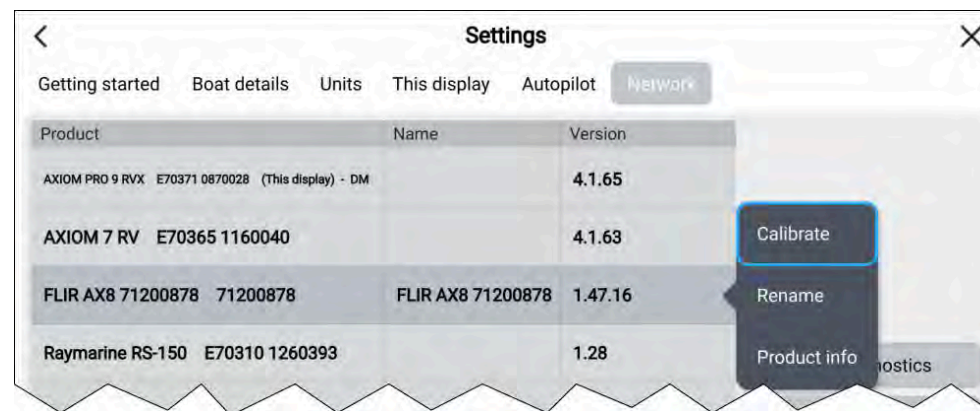 Settings
Getting started Boat details Units This display Autopilot Network
Product Name Version
AXIOM PRO 9 RVX E70371 0870028 (This display) - DM 4.1.65
AXIOM 7 RV E70365 1160040 4.1.63
Calibrate
FLIR AX8 71200878 71200878 FLIR AX8 71200878 1.47.16
Rename
Raymarine RS-150 E70310 1260393 1.28
Product info
nostics